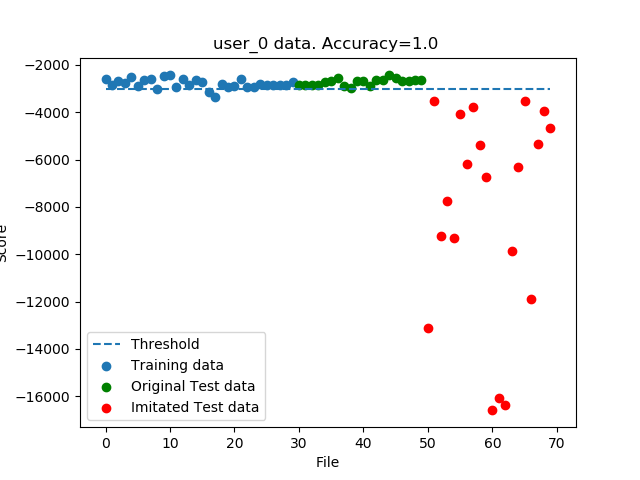 user_0 data. Accuracy=1.0
−2000
−4000
−6000
−8000
−10000
−12000
−14000
−16000
Score
Threshold
Training data
Original Test data
Imitated Test data
0 10 20 30 40 50 60 70
File